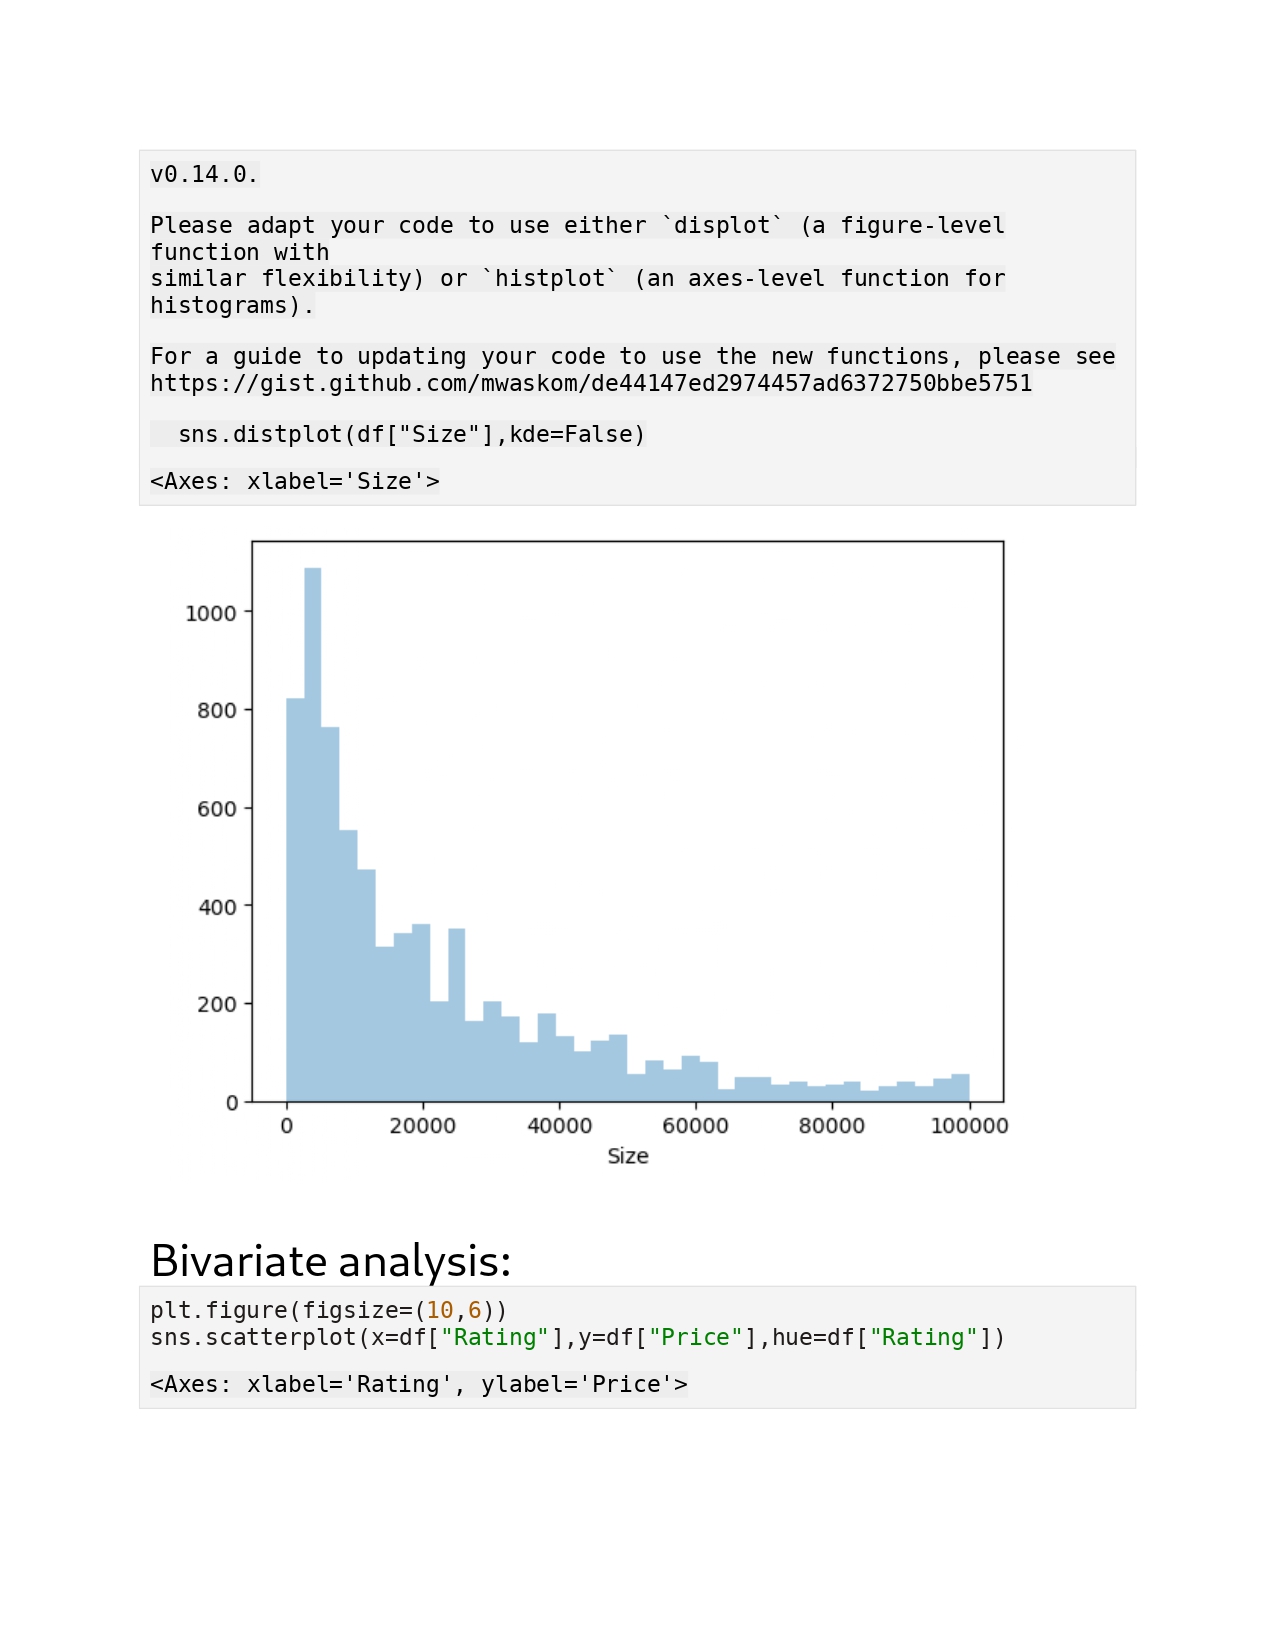 v0.14.0.
Please adapt your code to use either `displot` (a figure-level
function with
similar flexibility) or `histplot` (an axes-level function for
histograms).
For a guide to updating your code to use the new functions, please see
https://gist.github.com/mwaskom/de44147ed2974457ad6372750bbe5751
  sns.distplot(df["Size"],kde=False)
<Axes: xlabel='Size'>
1000
800
600
400
200
0
0 20000 40000 60000 80000 100000
Size
Bivariate analysis:
plt.figure(figsize=(10,6))
sns.scatterplot(x=df["Rating"],y=df["Price"],hue=df["Rating"])
<Axes: xlabel='Rating', ylabel='Price'>